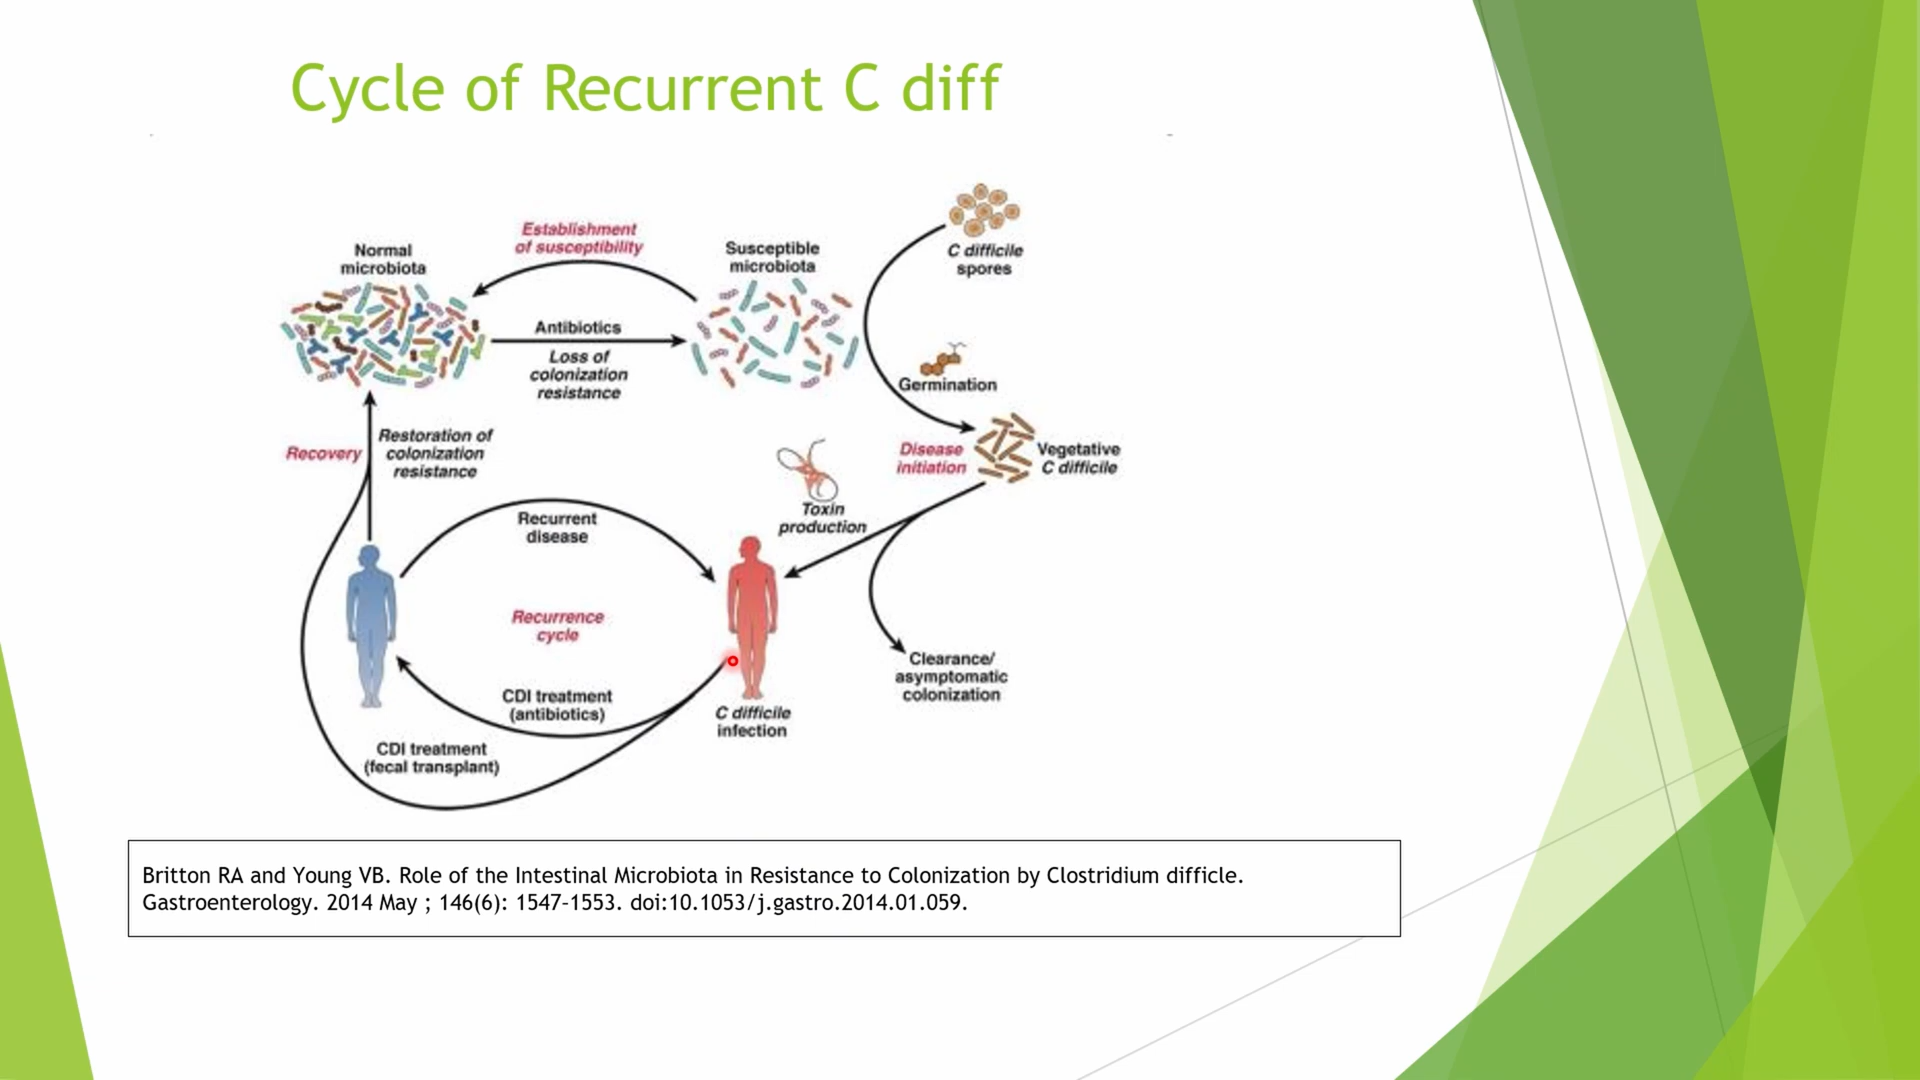 Cycle of Recurrent C diff
Establishment
of susceptibility
Normal
microbiota
Susceptible
microbiota
C difficile
spores
Antibiotics
Loss of
colonization
resistance
Germination
Recovery
Restoration of
colonization
resistance
Disease
initiation
Vegetative
C difficile
Toxin
production
Recurrent
disease
Recurrence
cycle
CDI treatment
(antibiotics)
C difficile
infection
Clearance/
asymptomatic
colonization
CDI treatment
(fecal transplant)
Britton RA and Young VB. Role of the Intestinal Microbiota in Resistance to Colonization by Clostridium difficle.
Gastroenterology. 2014 May ; 146(6): 1547-1553. doi:10.1053/j.gastro.2014.01.059.